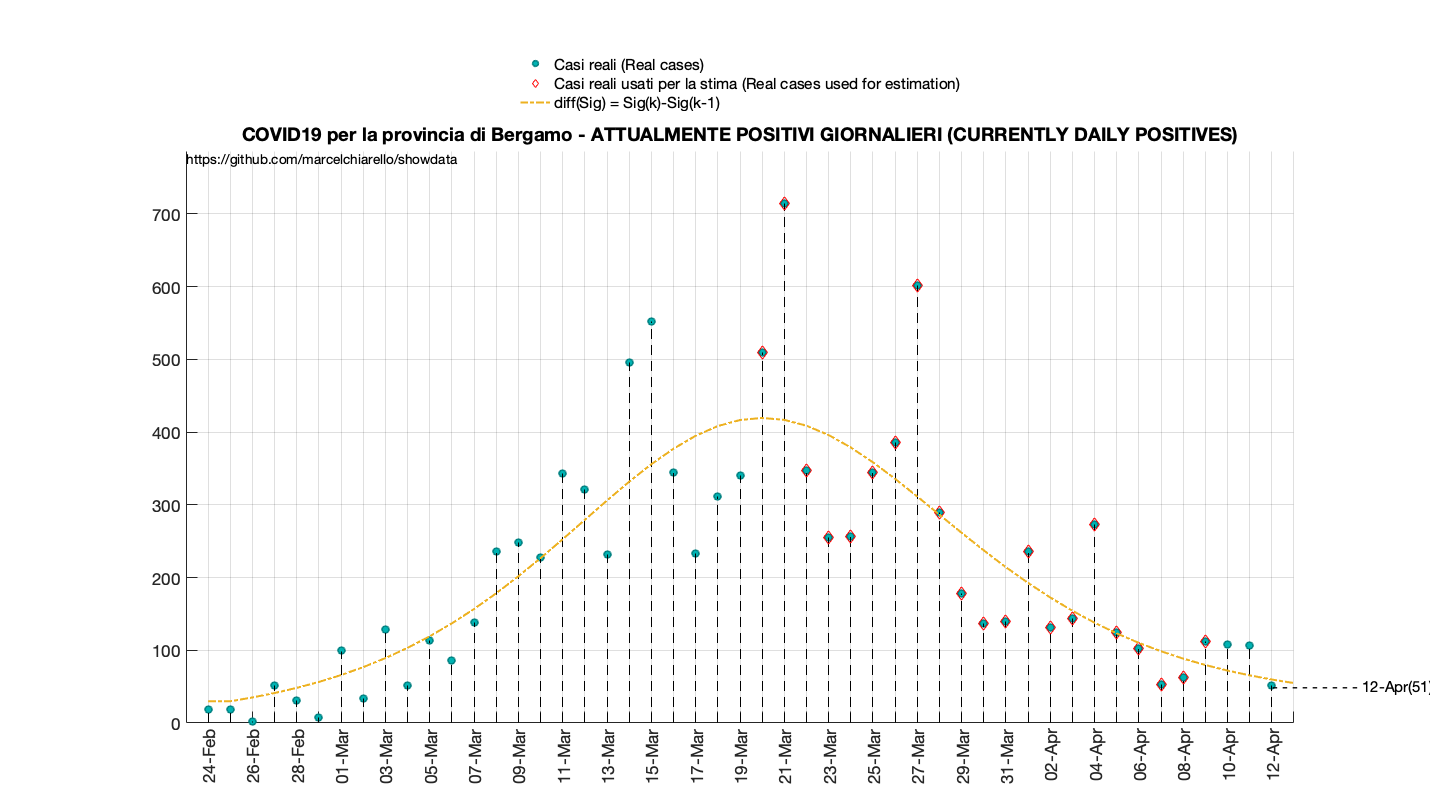 Casi reali (Real cases)
Casi reali usati per la stima (Real cases used for estimation)
diff(Sig) = Sig(k)-Sig(k-1)
COVID19 per la provincia di Bergamo - ATTUALMENTE POSITIVI GIORNALIERI (CURRENTLY DAILY POSITIVES)
https://github.com/marcelchiarello/showdata
700
600
500
400
300
200
100
0
12-Apr(51)
24-Feb
26-Feb
28-Feb
01-Mar
03-Mar
05-Mar
07-Mar
09-Mar
11-Mar
13-Mar
15-Mar
17-Mar
19-Mar
21-Mar
23-Mar
25-Mar
27-Mar
29-Mar
31-Mar
02-Apr
04-Apr
06-Apr
08-Apr
10-Apr
12-Apr